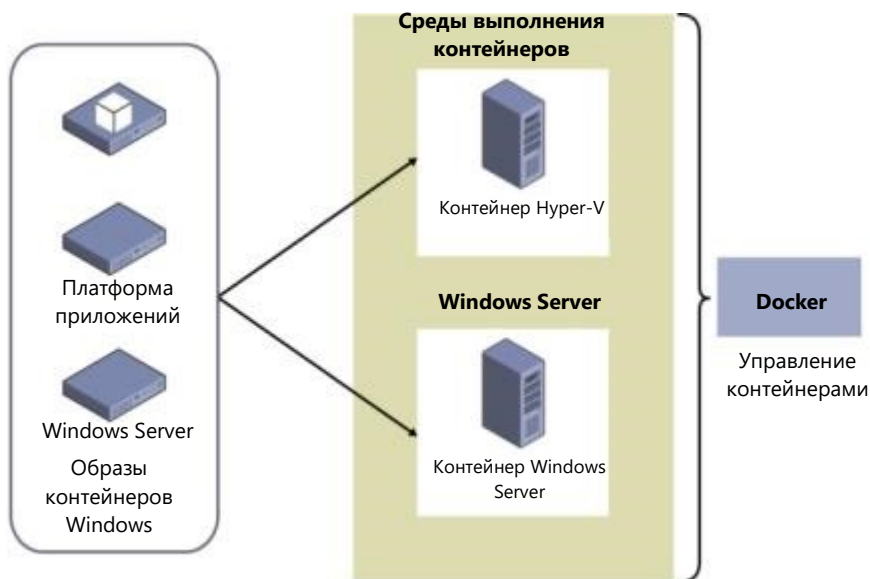 Среды выполнения
контейнеров
Контейнер Hyper-V
Платформа
приложений
Windows Server
Docker
Управление
контейнерами
Windows Server
Образы
контейнеров
Windows
Контейнер Windows
Server